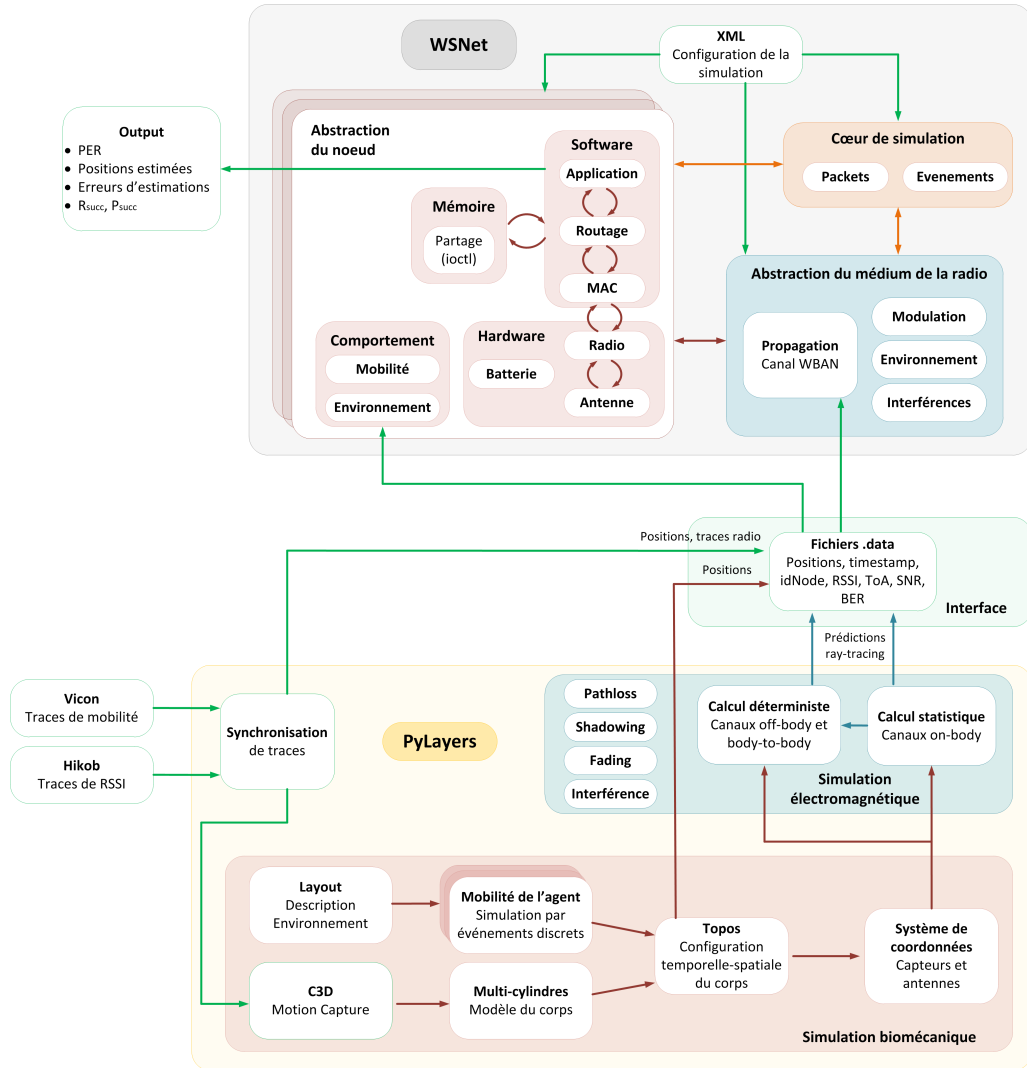 WSNet
XML
Configuration de la
simulation
Output
• PER
• Positions estimées
• Erreurs d'estimations
• Rsucc, Psucc
Abstraction
du noeud
Software
Application
Routage
MAC
Mémoire
Partage
(ioctl)
Comportement
Mobilité
Environnement
Hardware
Batterie
Radio
Antenne
Cœur de simulation
Packets
Evenements
Abstraction du médium de la radio
Propagation
Canal WBAN
Modulation
Environnement
Interférences
Positions, traces radio
Positions
Fichiers .data
Positions, timestamp,
idNode, RSSI, ToA, SNR,
BER
Interface
Prédictions
ray-tracing
Vicon
Traces de mobilité
Hikob
Traces de RSSI
Synchronisation
de traces
PyLayers
Pathloss
Shadowing
Fading
Interférence
Calcul déterministe
Canaux off-body et
body-to-body
Calcul statistique
Canaux on-body
Simulation
électromagnétique
Layout
Description
Environnement
Mobilité de l'agent
Simulation par
événements discrets
C3D
Motion Capture
Multi-cylindres
Modèle du corps
Topos
Configuration
temporelle-spatiale
du corps
Système de
coordonnées
Capteurs et
antennes
Simulation biomécanique